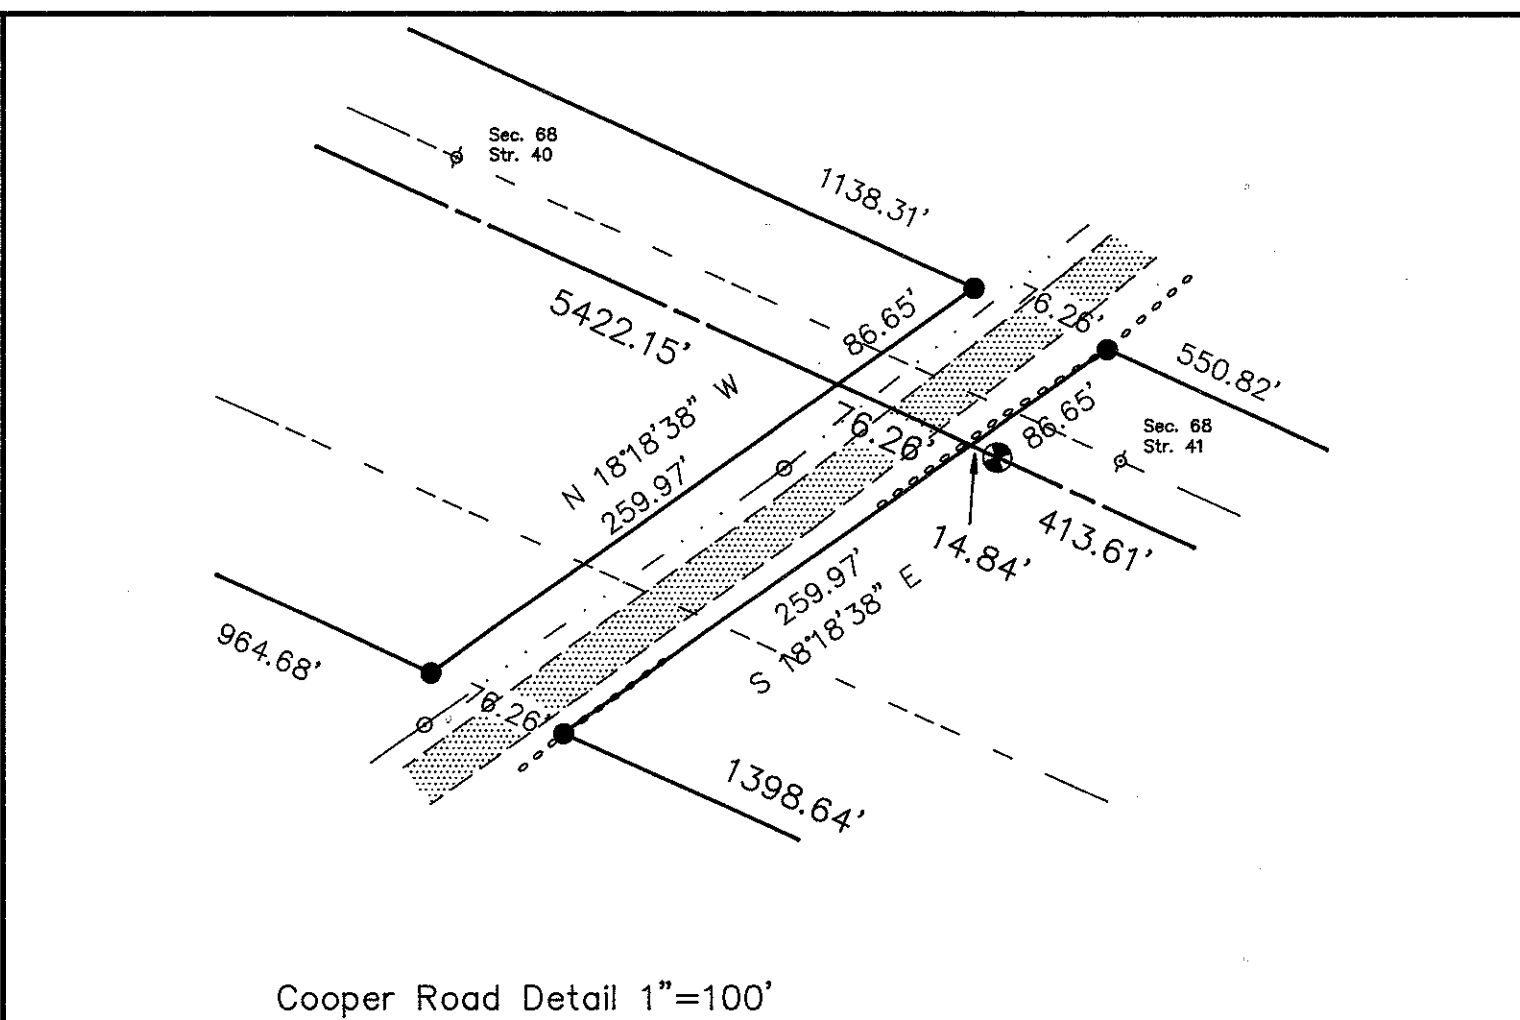 Sec. 68
Str. 40
1138.31'
5422.15'
86.65'
76.26'
550.82'
N 18°18'38" W
259.97'
76.26'
86.65'
Sec. 68
Str. 41
14.84'
413.61'
259.97'
S 18°18'38" E
964.68'
76.26'
1398.64'
Cooper Road Detail 1"=100'